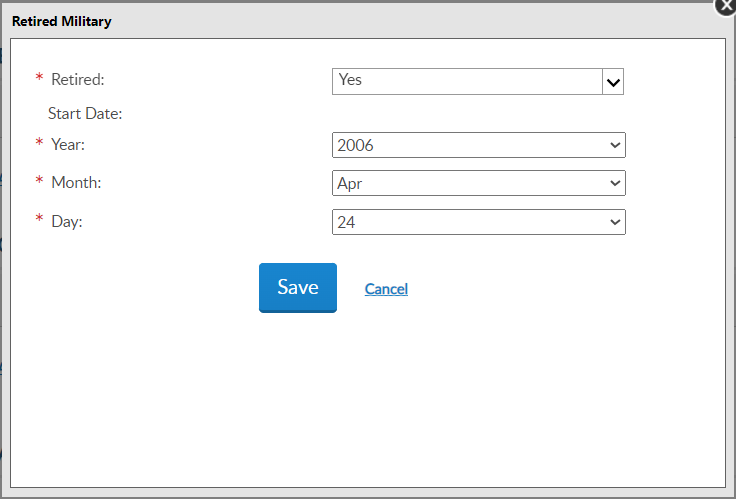 Retired Military
* Retired: Yes
Start Date:
* Year: 2006
* Month: Apr
* Day: 24
Save Cancel